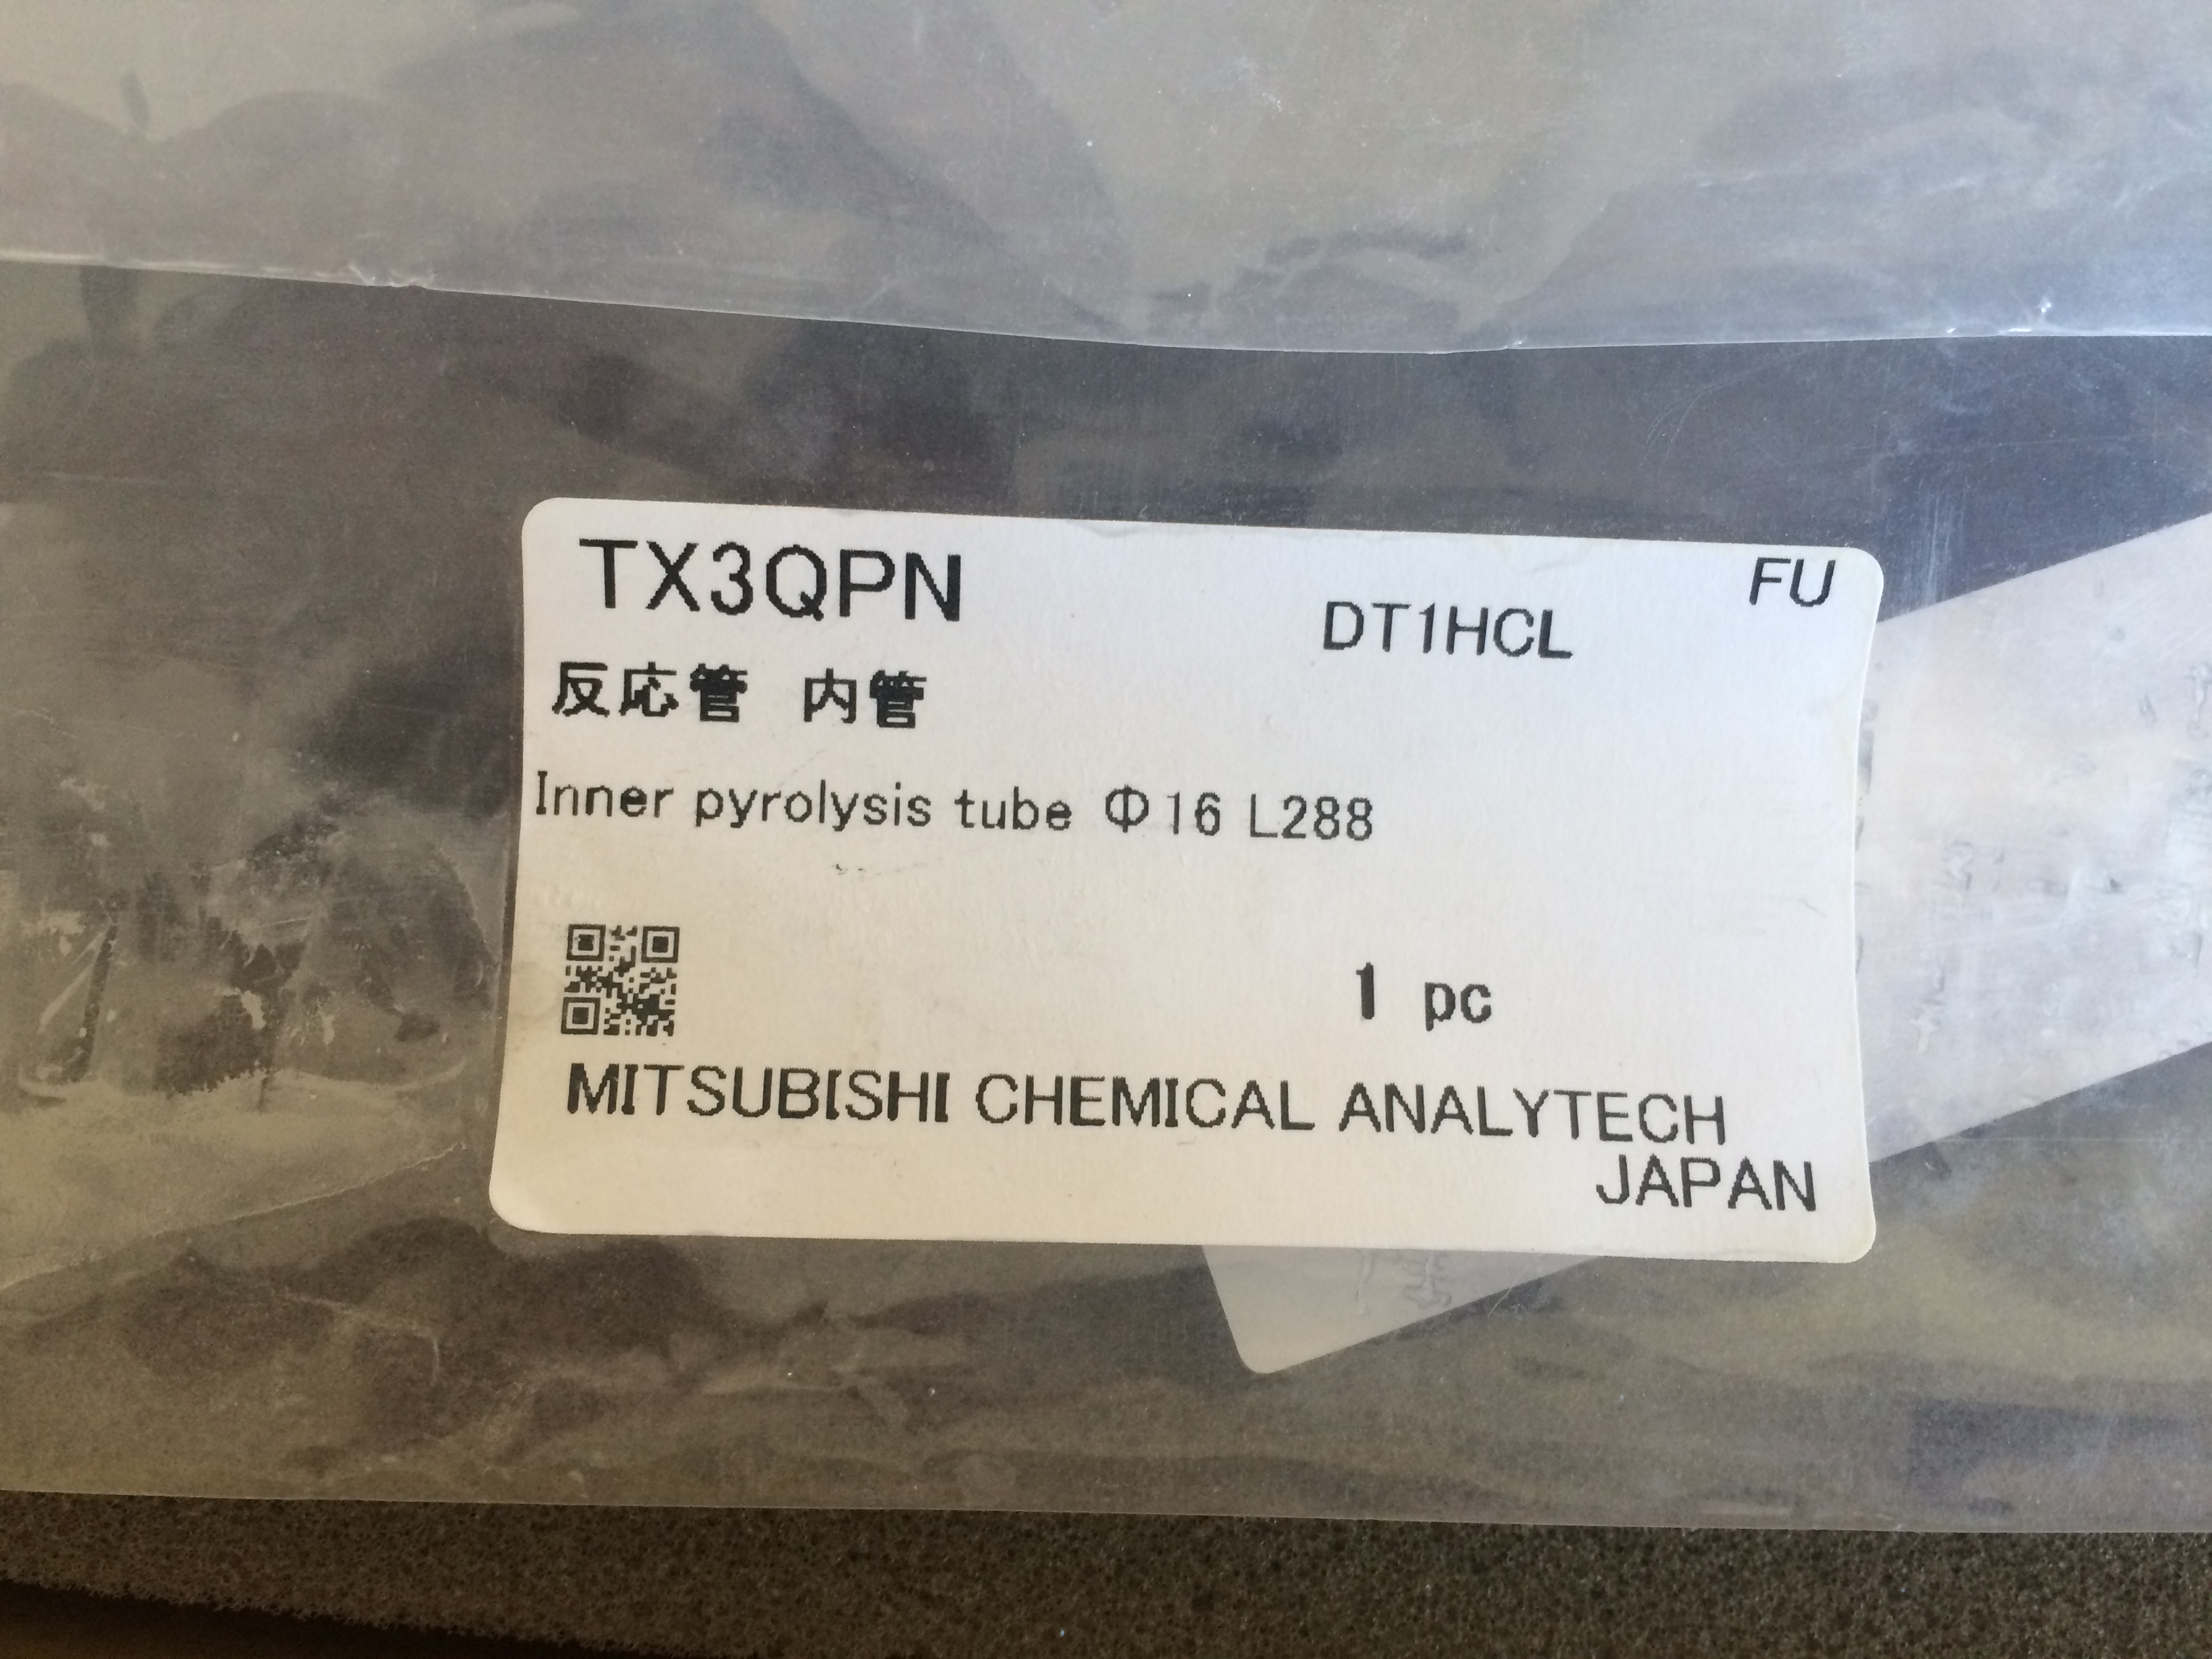 TX3QPN
FU
DT1HCL
反応管 内管
Inner pyrolysis tube Φ16 L288
1 pc
MITSUBISHI CHEMICAL ANALYTECH
JAPAN